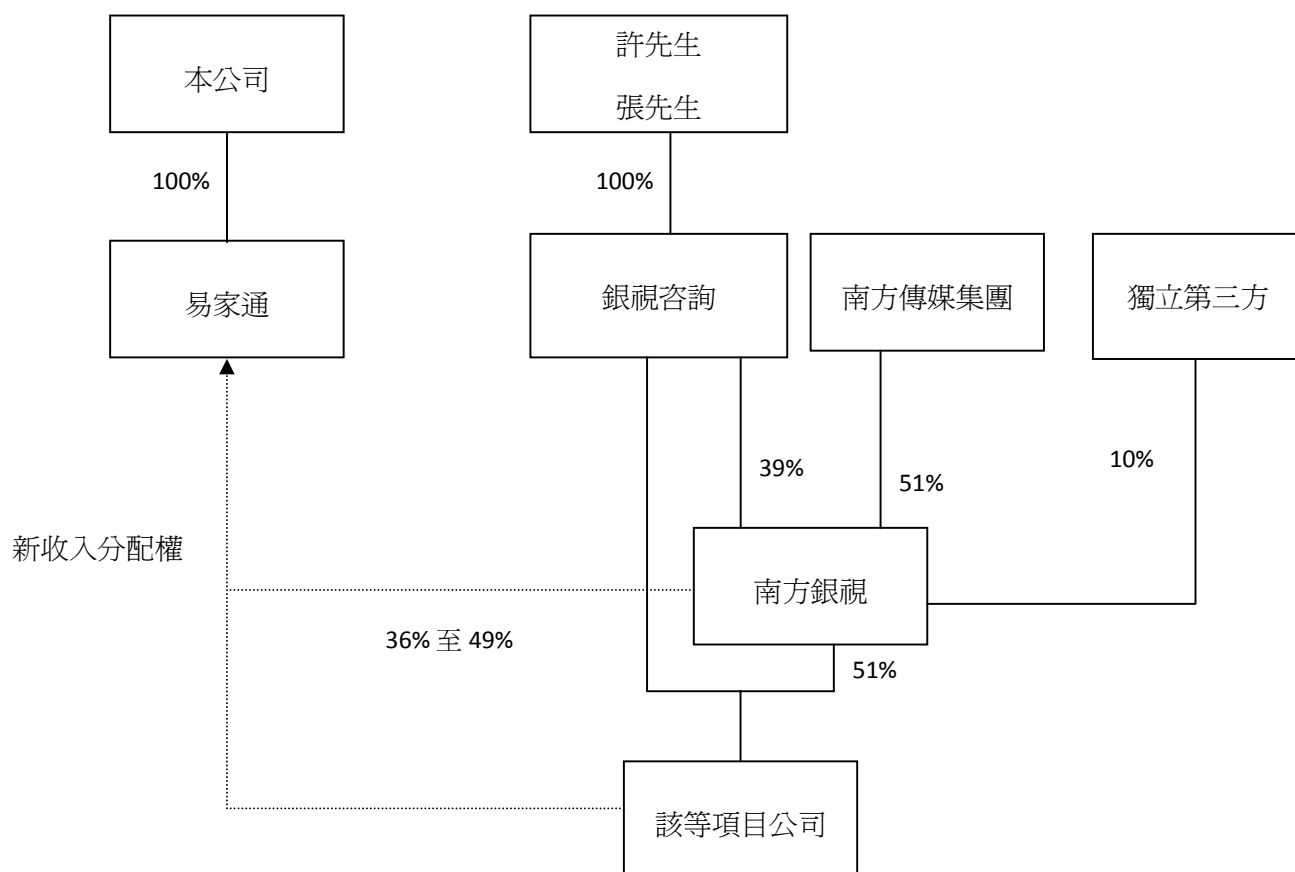 本公司
許先生
張先生
100%
100%
易家通
銀視咨詢
南方傳媒集團
獨立第三方
39%
51%
10%
新收入分配權
南方銀視
36% 至 49%
51%
該等項目公司